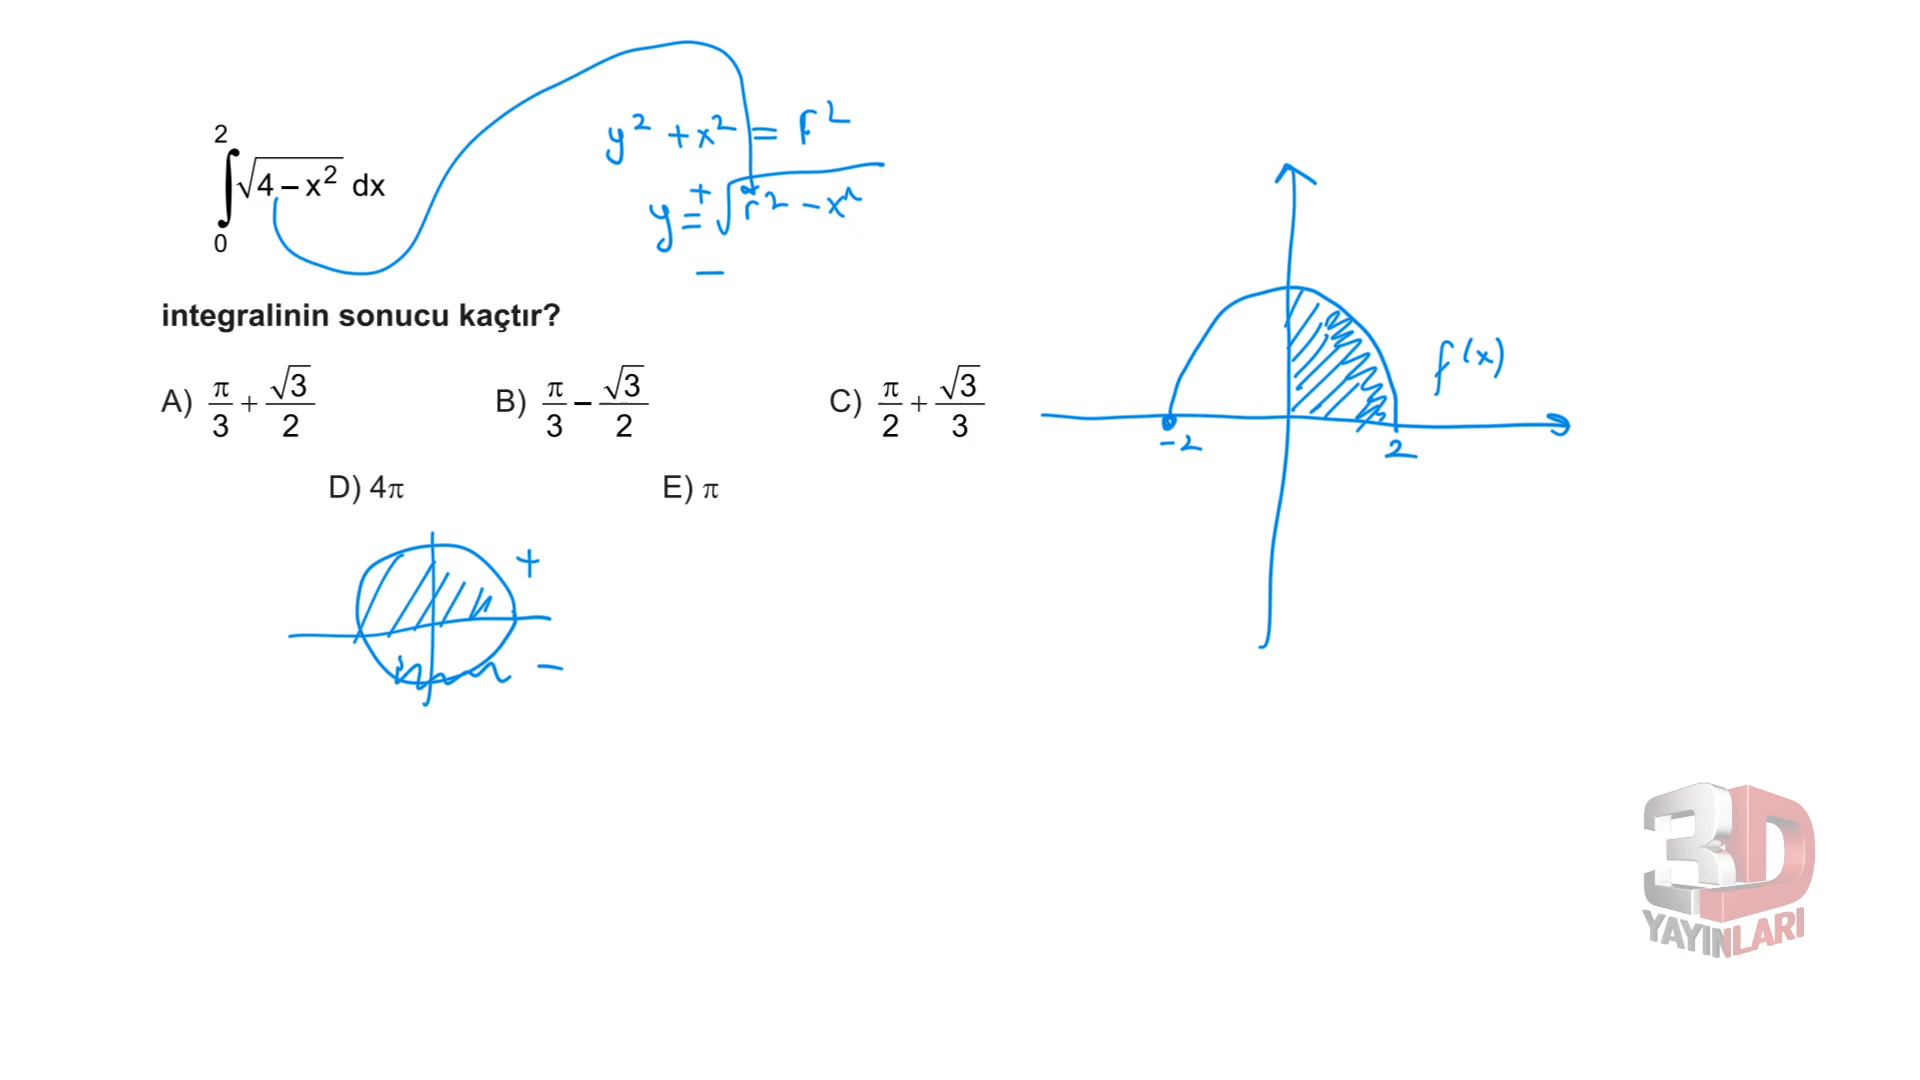 2
∫ √4 – x² dx
0
y² + x² = r²
y = + √r² – x²
–
integralinin sonucu kaçtır?
A) π/3 + √3/2
B) π/3 – √3/2
C) π/2 + √3/3
D) 4π
E) π
+
–
f(x)
-2
2
3D
YAYINLARI